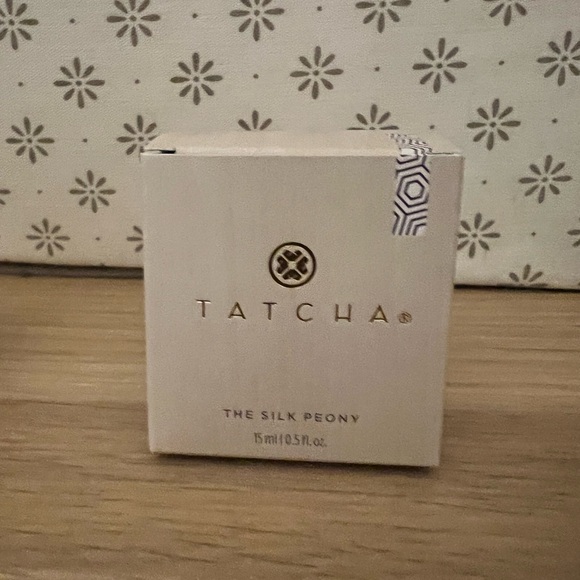 TATCHA®
THE SILK PEONY
15 ml | 0.5 fl. oz.